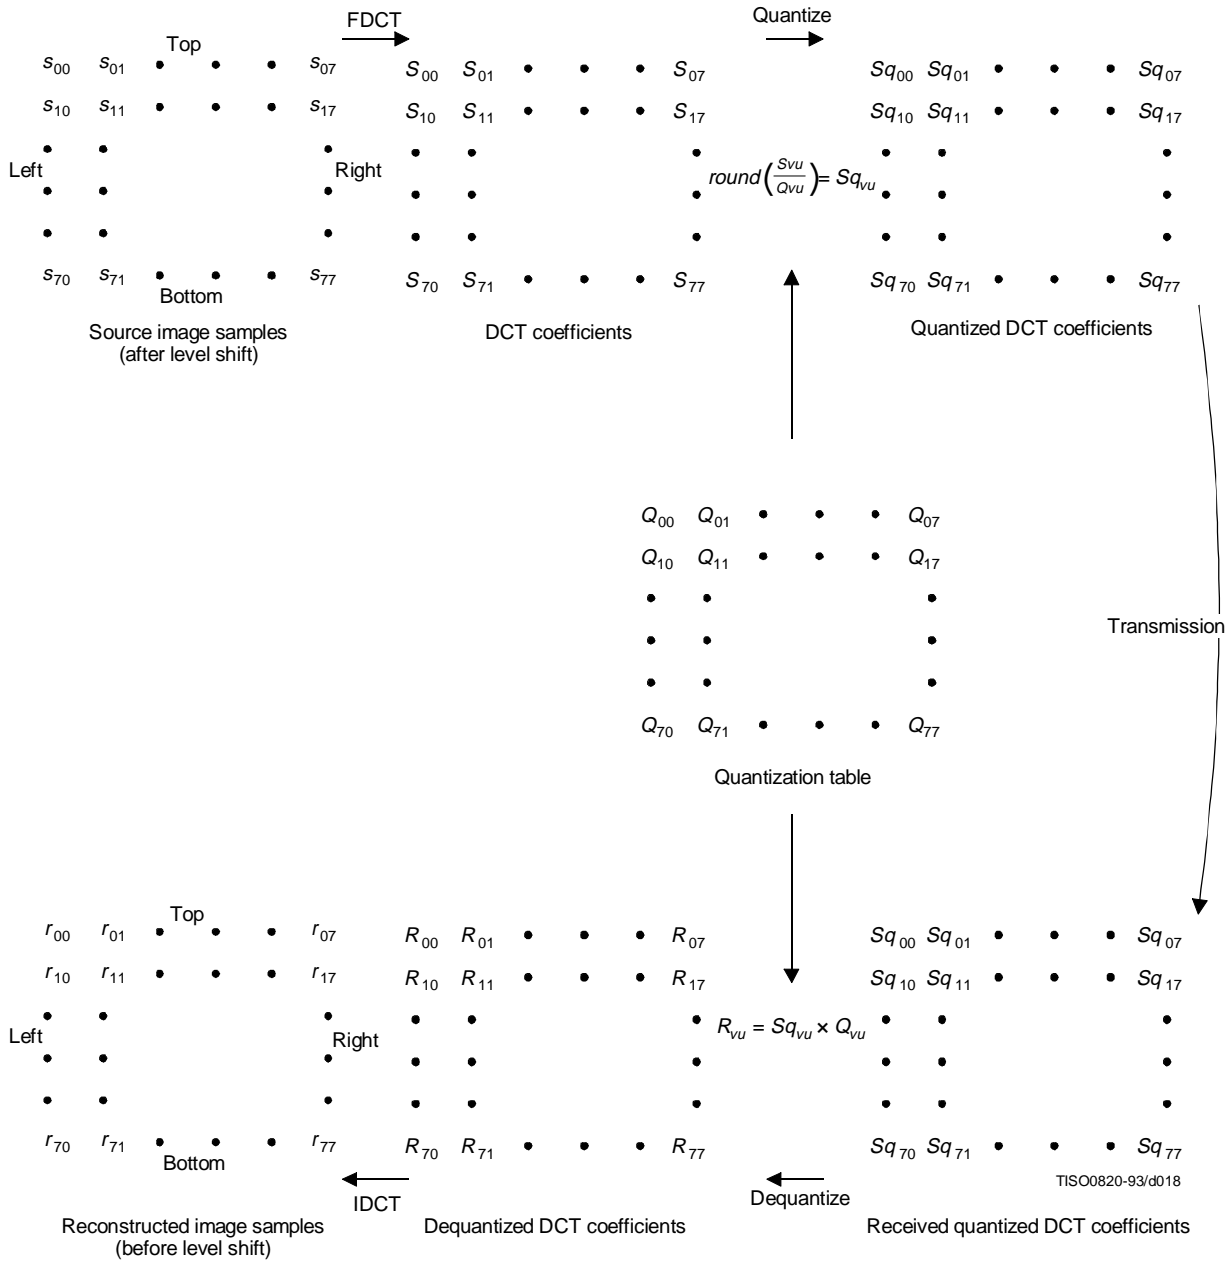 FDCT
Quantize
Top
s00 s01 • • • s07
S00 S01 • • • S07
Sq00 Sq01 • • • Sq07
s10 s11 s17
S10 S11 • • • S17
Sq10 Sq11 • • • Sq17
Left
Right
round(Svu/Qvu) = Sqvu
s70 s71 • • • s77
S70 S71 • • • S77
Sq70 Sq71 • • • Sq77
Bottom
Source image samples
(after level shift)
DCT coefficients
Quantized DCT coefficients
Q00 Q01 • • • Q07
Q10 Q11 • • • Q17
Transmission
Q70 Q71 • • • Q77
Quantization table
Top
r00 r01 • • • r07
R00 R01 • • • R07
Sq00 Sq01 • • • Sq07
r10 r11 • • • r17
R10 R11 • • • R17
Sq10 Sq11 • • • Sq17
Left
Right
Rvu = Sqvu × Qvu
r70 r71 • • • r77
R70 R71 • • • R77
Sq70 Sq71 • • • Sq77
Bottom
TISO0820-93/d018
IDCT
Dequantize
Reconstructed image samples
(before level shift)
Dequantized DCT coefficients
Received quantized DCT coefficients